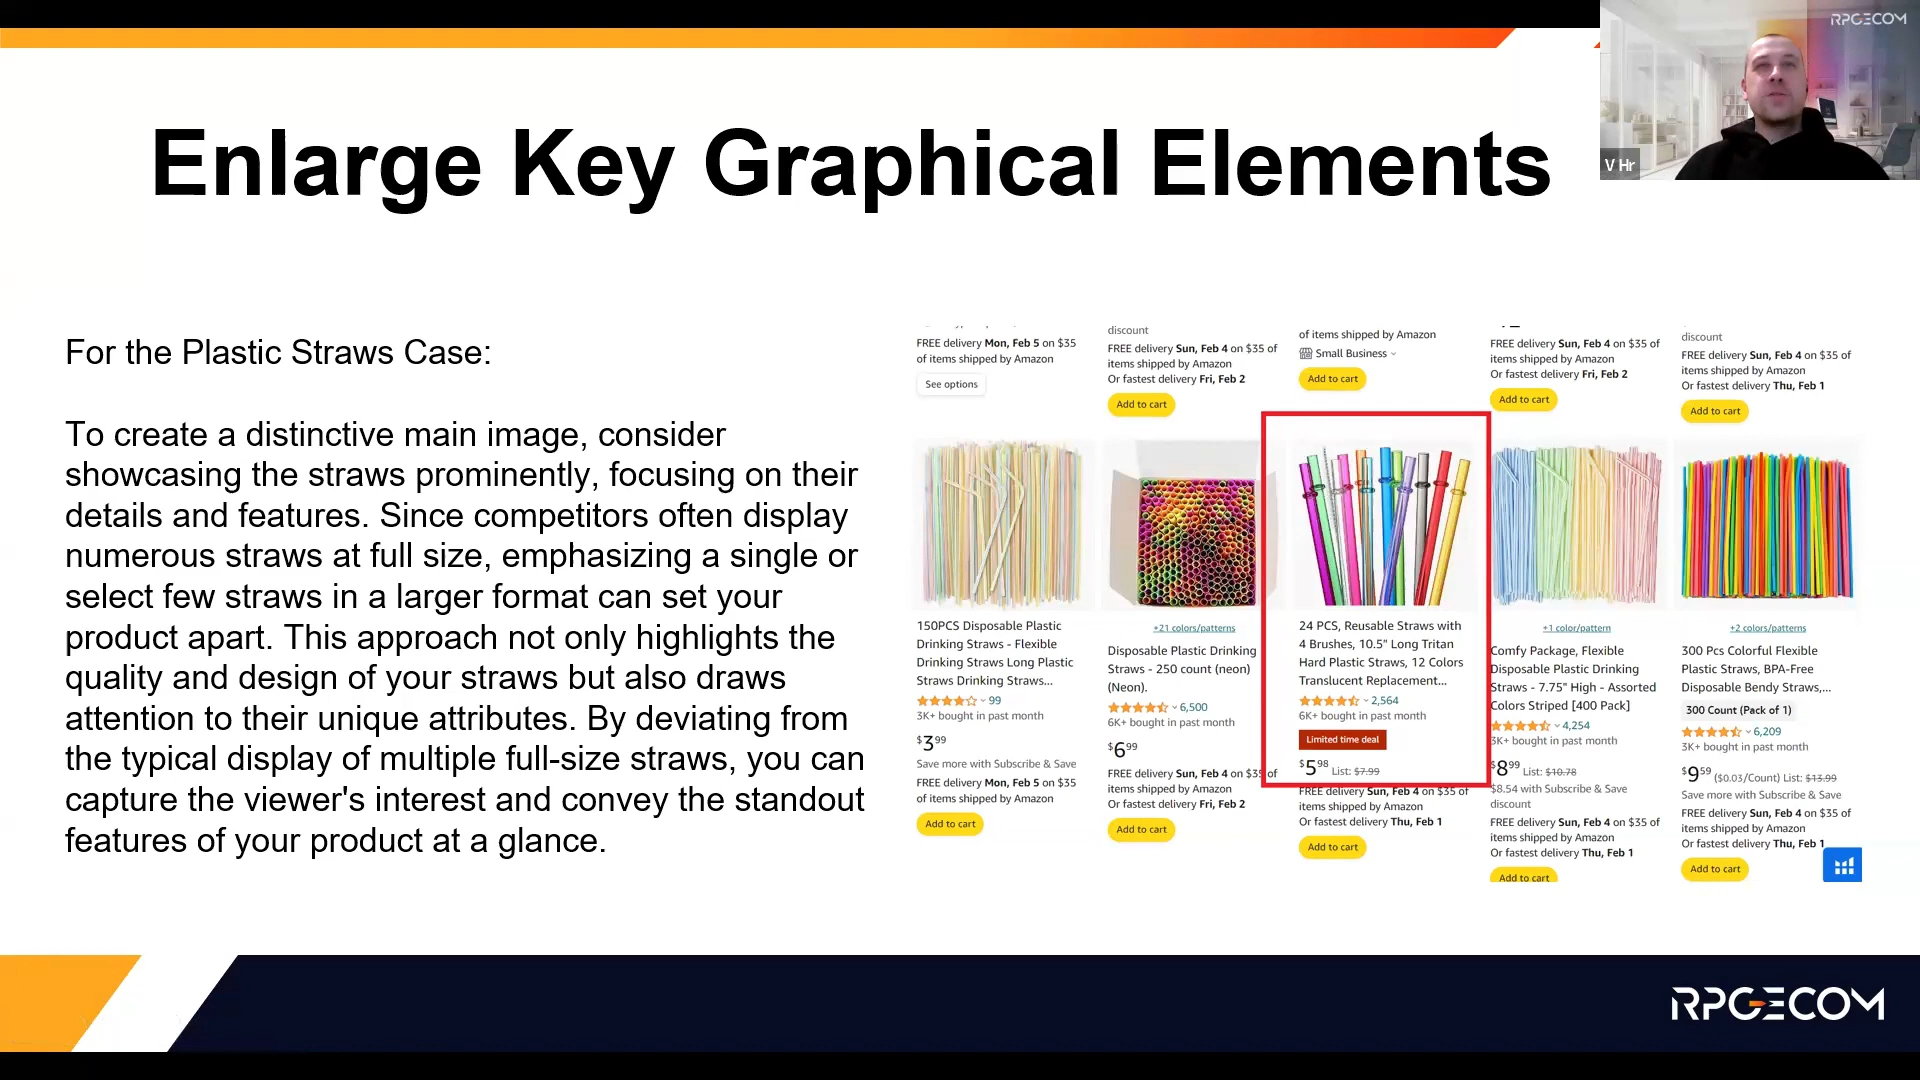 RPGECOM
V Hr
Enlarge Key Graphical Elements
For the Plastic Straws Case:
To create a distinctive main image, consider
showcasing the straws prominently, focusing on their
details and features. Since competitors often display
numerous straws at full size, emphasizing a single or
select few straws in a larger format can set your
product apart. This approach not only highlights the
quality and design of your straws but also draws
attention to their unique attributes. By deviating from
the typical display of multiple full-size straws, you can
capture the viewer's interest and convey the standout
features of your product at a glance.
FREE delivery Mon, Feb 5 on $35
of items shipped by Amazon
See options
150PCS Disposable Plastic
Drinking Straws - Flexible
Drinking Straws Long Plastic
Straws Drinking Straws...
99
3K+ bought in past month
$3.99
Save more with Subscribe & Save
FREE delivery Mon, Feb 5 on $35
of items shipped by Amazon
Add to cart
discount
FREE delivery Sun, Feb 4 on $35 of
items shipped by Amazon
Or fastest delivery Fri, Feb 2
Add to cart
+21 colors/patterns
Disposable Plastic Drinking
Straws - 250 count (neon)
(Neon).
6,500
6K+ bought in past month
$6.99
FREE delivery Sun, Feb 4 on $35 of
items shipped by Amazon
Or fastest delivery Fri, Feb 2
Add to cart
of items shipped by Amazon
Small Business
Add to cart
24 PCS, Reusable Straws with
4 Brushes, 10.5" Long Tritan
Hard Plastic Straws, 12 Colors
Translucent Replacement...
2,564
6K+ bought in past month
Limited time deal
$5.98 List: $7.99
FREE delivery Sun, Feb 4 on $35 of
items shipped by Amazon
Or fastest delivery Thu, Feb 1
Add to cart
FREE delivery Sun, Feb 4 on $35 of
items shipped by Amazon
Or fastest delivery Fri, Feb 2
Add to cart
+1 color/pattern
Comfy Package, Flexible
Disposable Plastic Drinking
Straws - 7.75" High - Assorted
Colors Striped [400 Pack]
4,254
3K+ bought in past month
$8.99 List: $10.78
$8.54 with Subscribe & Save
discount
FREE delivery Sun, Feb 4 on $35 of
items shipped by Amazon
Or fastest delivery Thu, Feb 1
Add to cart
discount
FREE delivery Sun, Feb 4 on $35 of
items shipped by Amazon
Or fastest delivery Thu, Feb 1
Add to cart
+2 colors/patterns
300 Pcs Colorful Flexible
Plastic Straws, BPA-Free
Disposable Bendy Straws,...
300 Count (Pack of 1)
6,209
3K+ bought in past month
$9.59 ($0.03/Count) List: $13.99
Save more with Subscribe & Save
FREE delivery Sun, Feb 4 on $35 of
items shipped by Amazon
Or fastest delivery Thu, Feb 1
Add to cart
RPGECOM